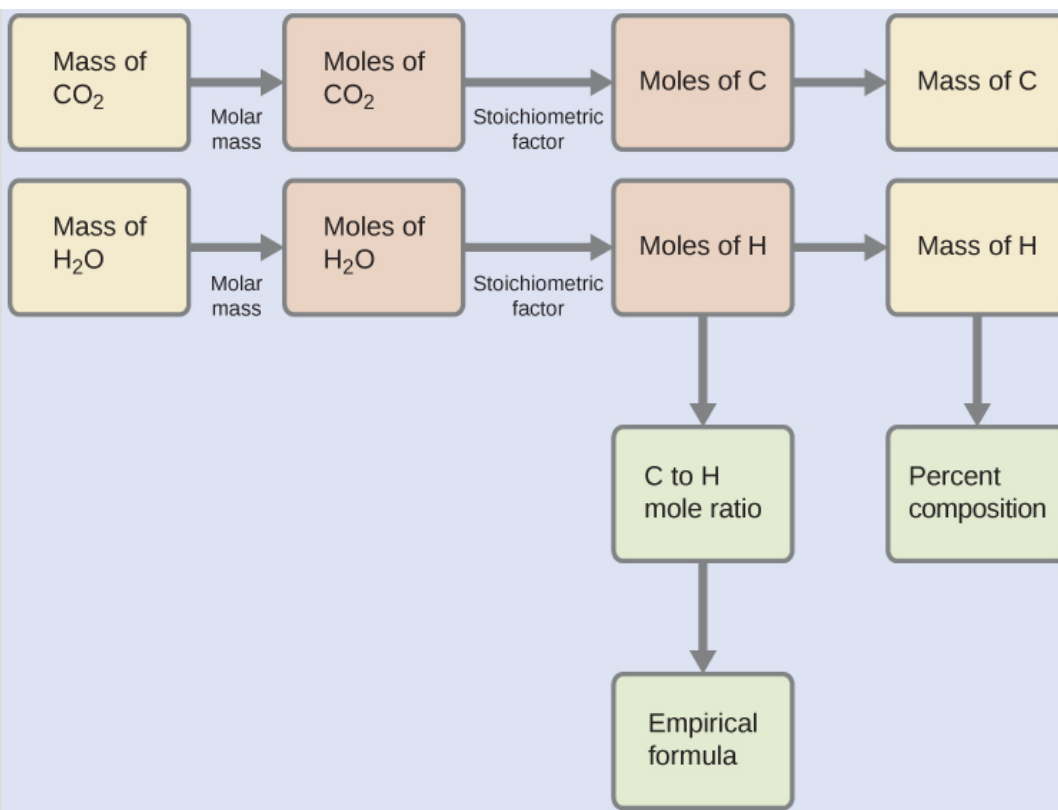 Mass of
CO₂
Molar
mass
Moles of
CO₂
Stoichiometric
factor
Moles of C
Mass of C
Mass of
H₂O
Molar
mass
Moles of
H₂O
Stoichiometric
factor
Moles of H
Mass of H
C to H
mole ratio
Percent
composition
Empirical
formula